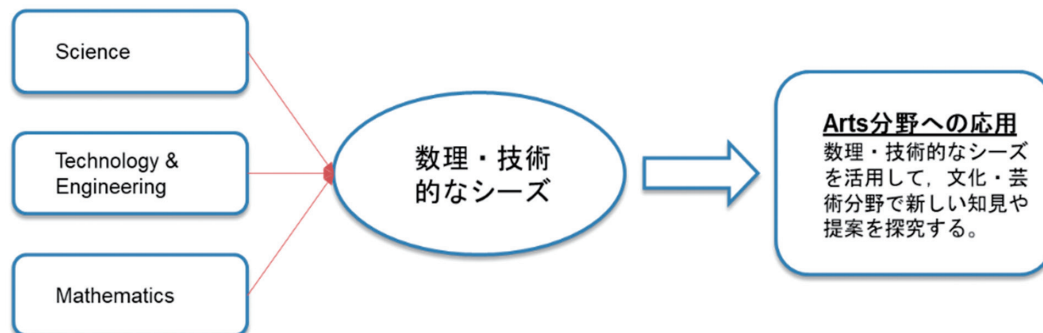 Science
Technology &
Engineering
Mathematics
数理・技術
的なシーズ
Arts分野への応用
数理・技術的なシーズ
を活用して，文化・芸
術分野で新しい知見や
提案を探究する。